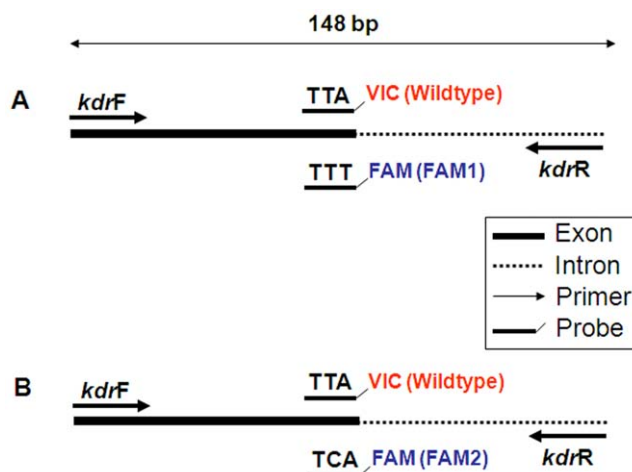 148 bp
A
kdrF
TTA VIC (Wildtype)
TTT FAM (FAM1)
kdrR
Exon
Intron
Primer
Probe
B
kdrF
TTA VIC (Wildtype)
TCA FAM (FAM2)
kdrR